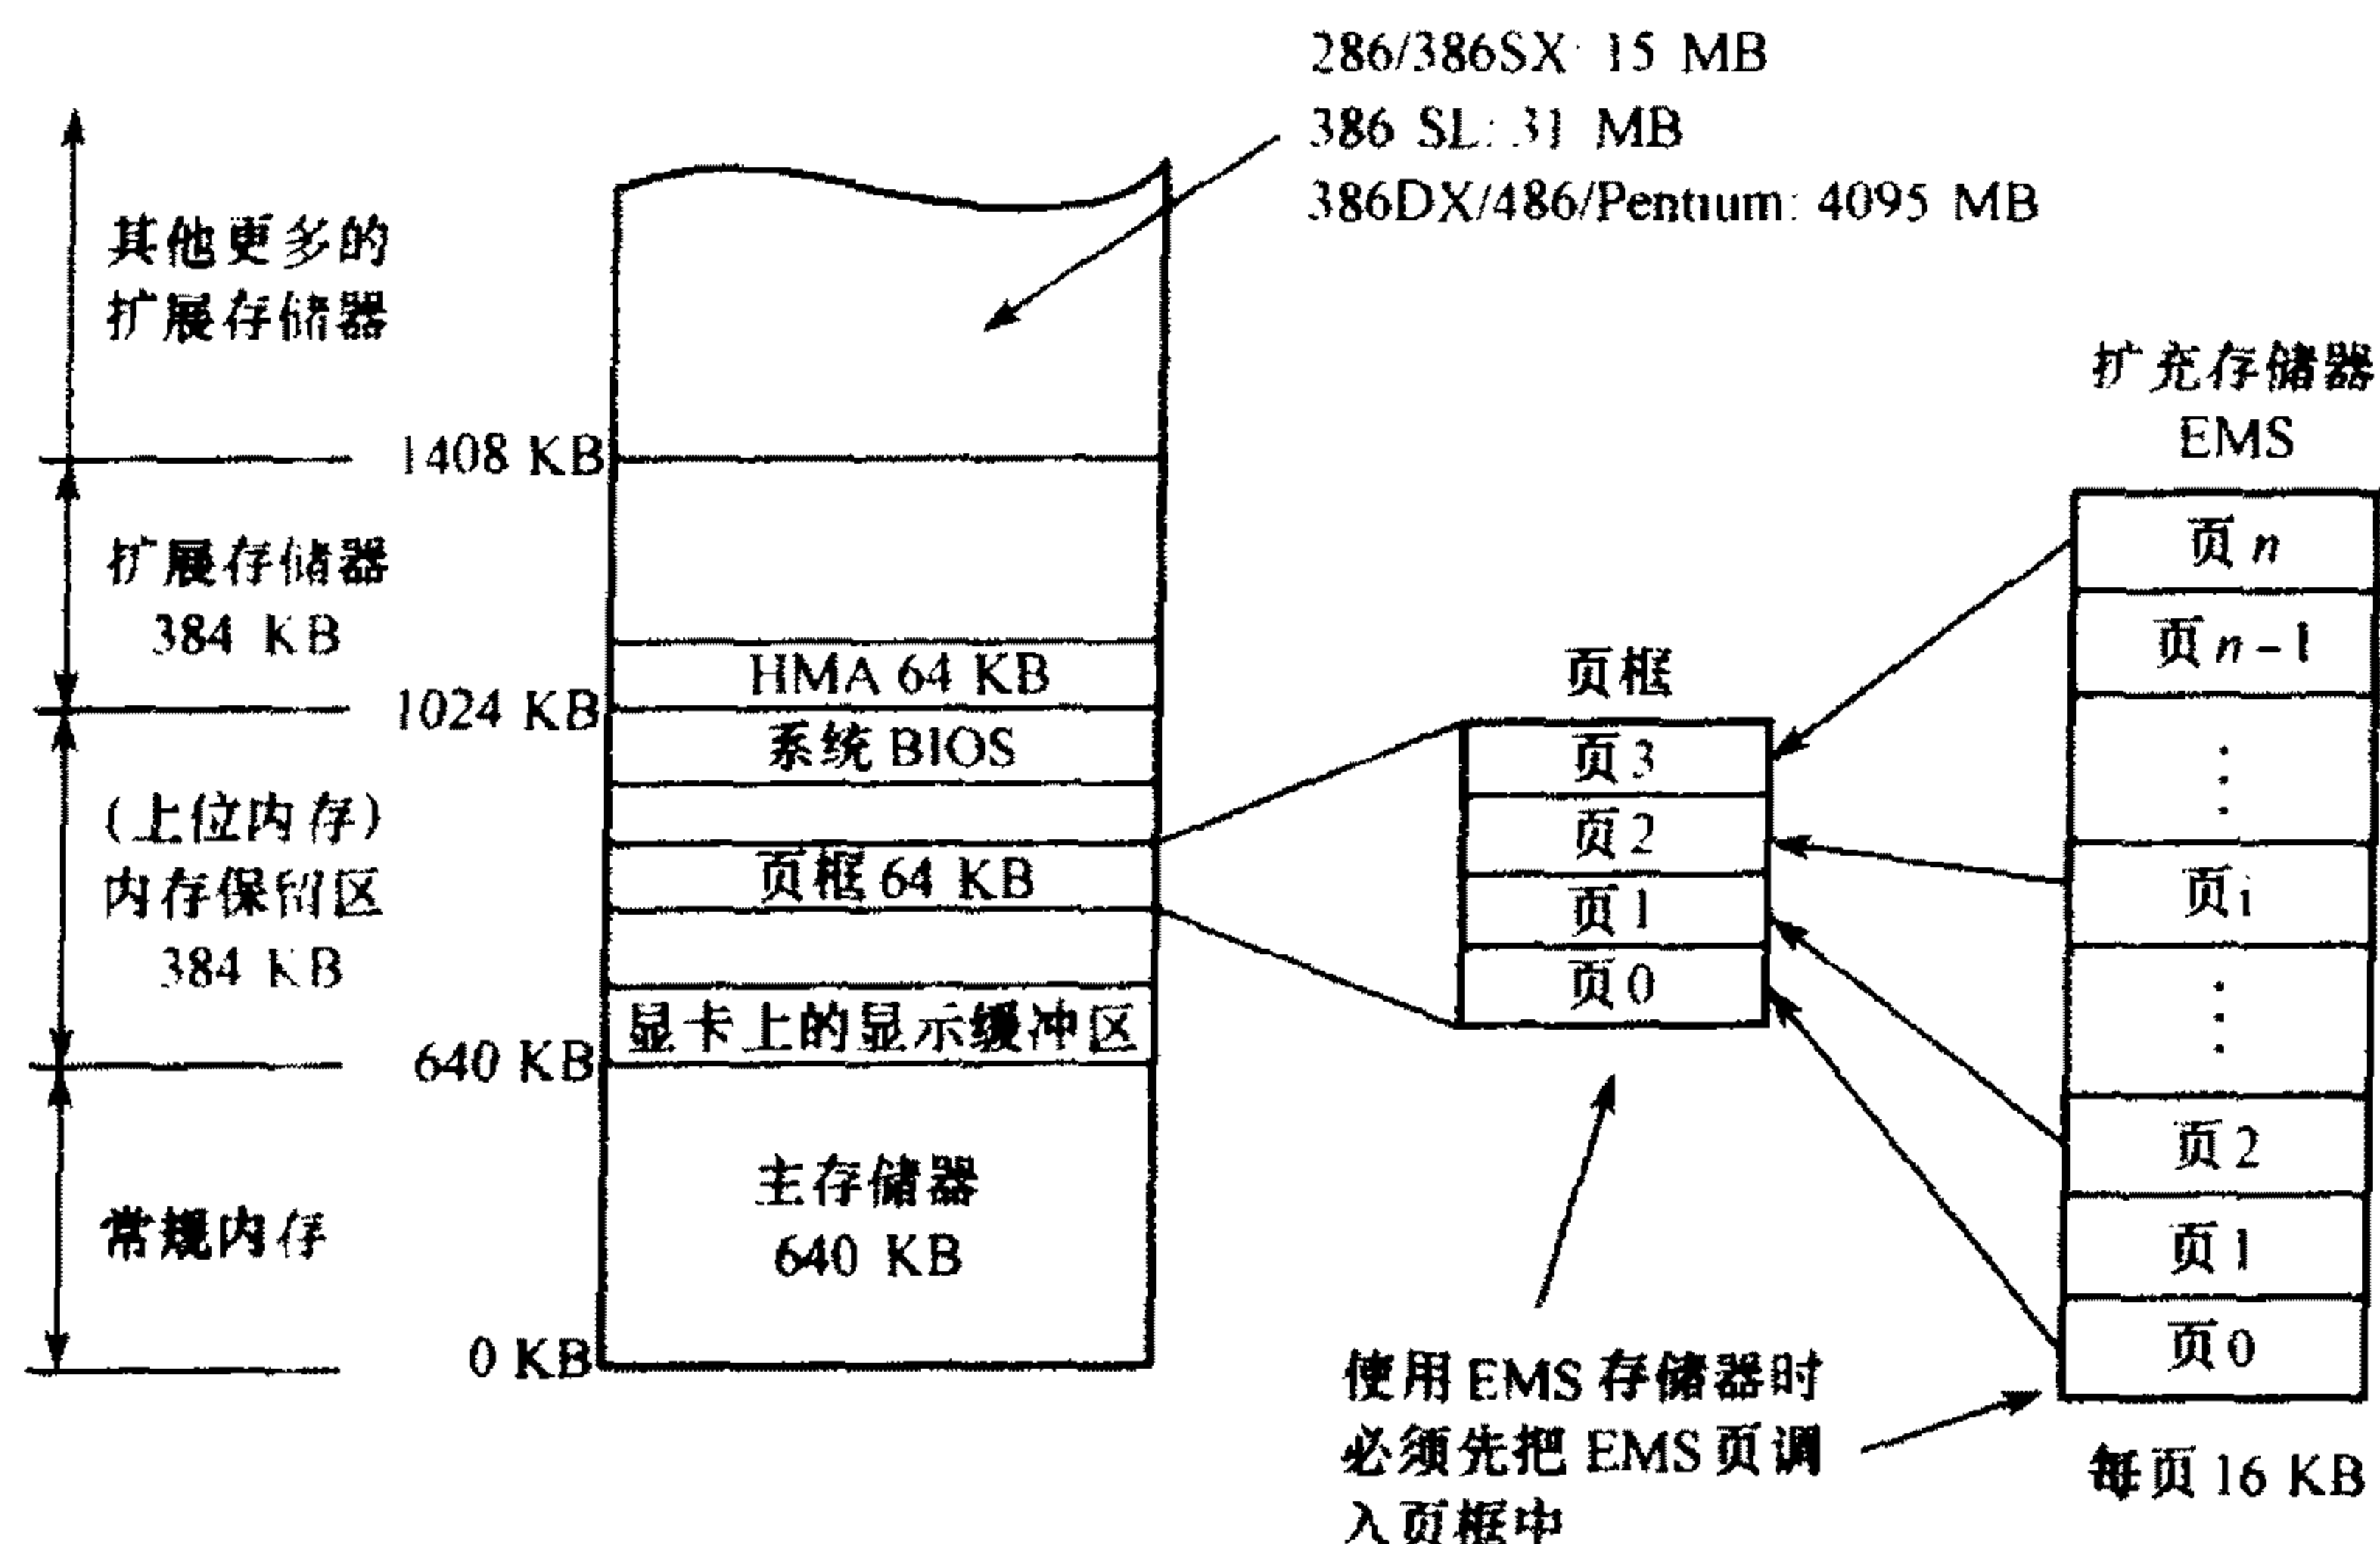 286/386SX: 15 MB
386 SL: 31 MB
386DX/486/Pentium: 4095 MB
其他更多的
扩展存储器
1408 KB
扩展存储器
384 KB
1024 KB
(上位内存)
内存保留区
384 KB
640 KB
常规内存
0 KB
HMA 64 KB
系统 BIOS
页框 64 KB
显卡上的显示缓冲区
主存储器
640 KB
页框
页 3
页 2
页 1
页 0
使用 EMS 存储器时
必须先把 EMS 页调
入页框中
扩充存储器
EMS
页 n
页 n-1
⋮
页 i
⋮
页 2
页 1
页 0
每页 16 KB